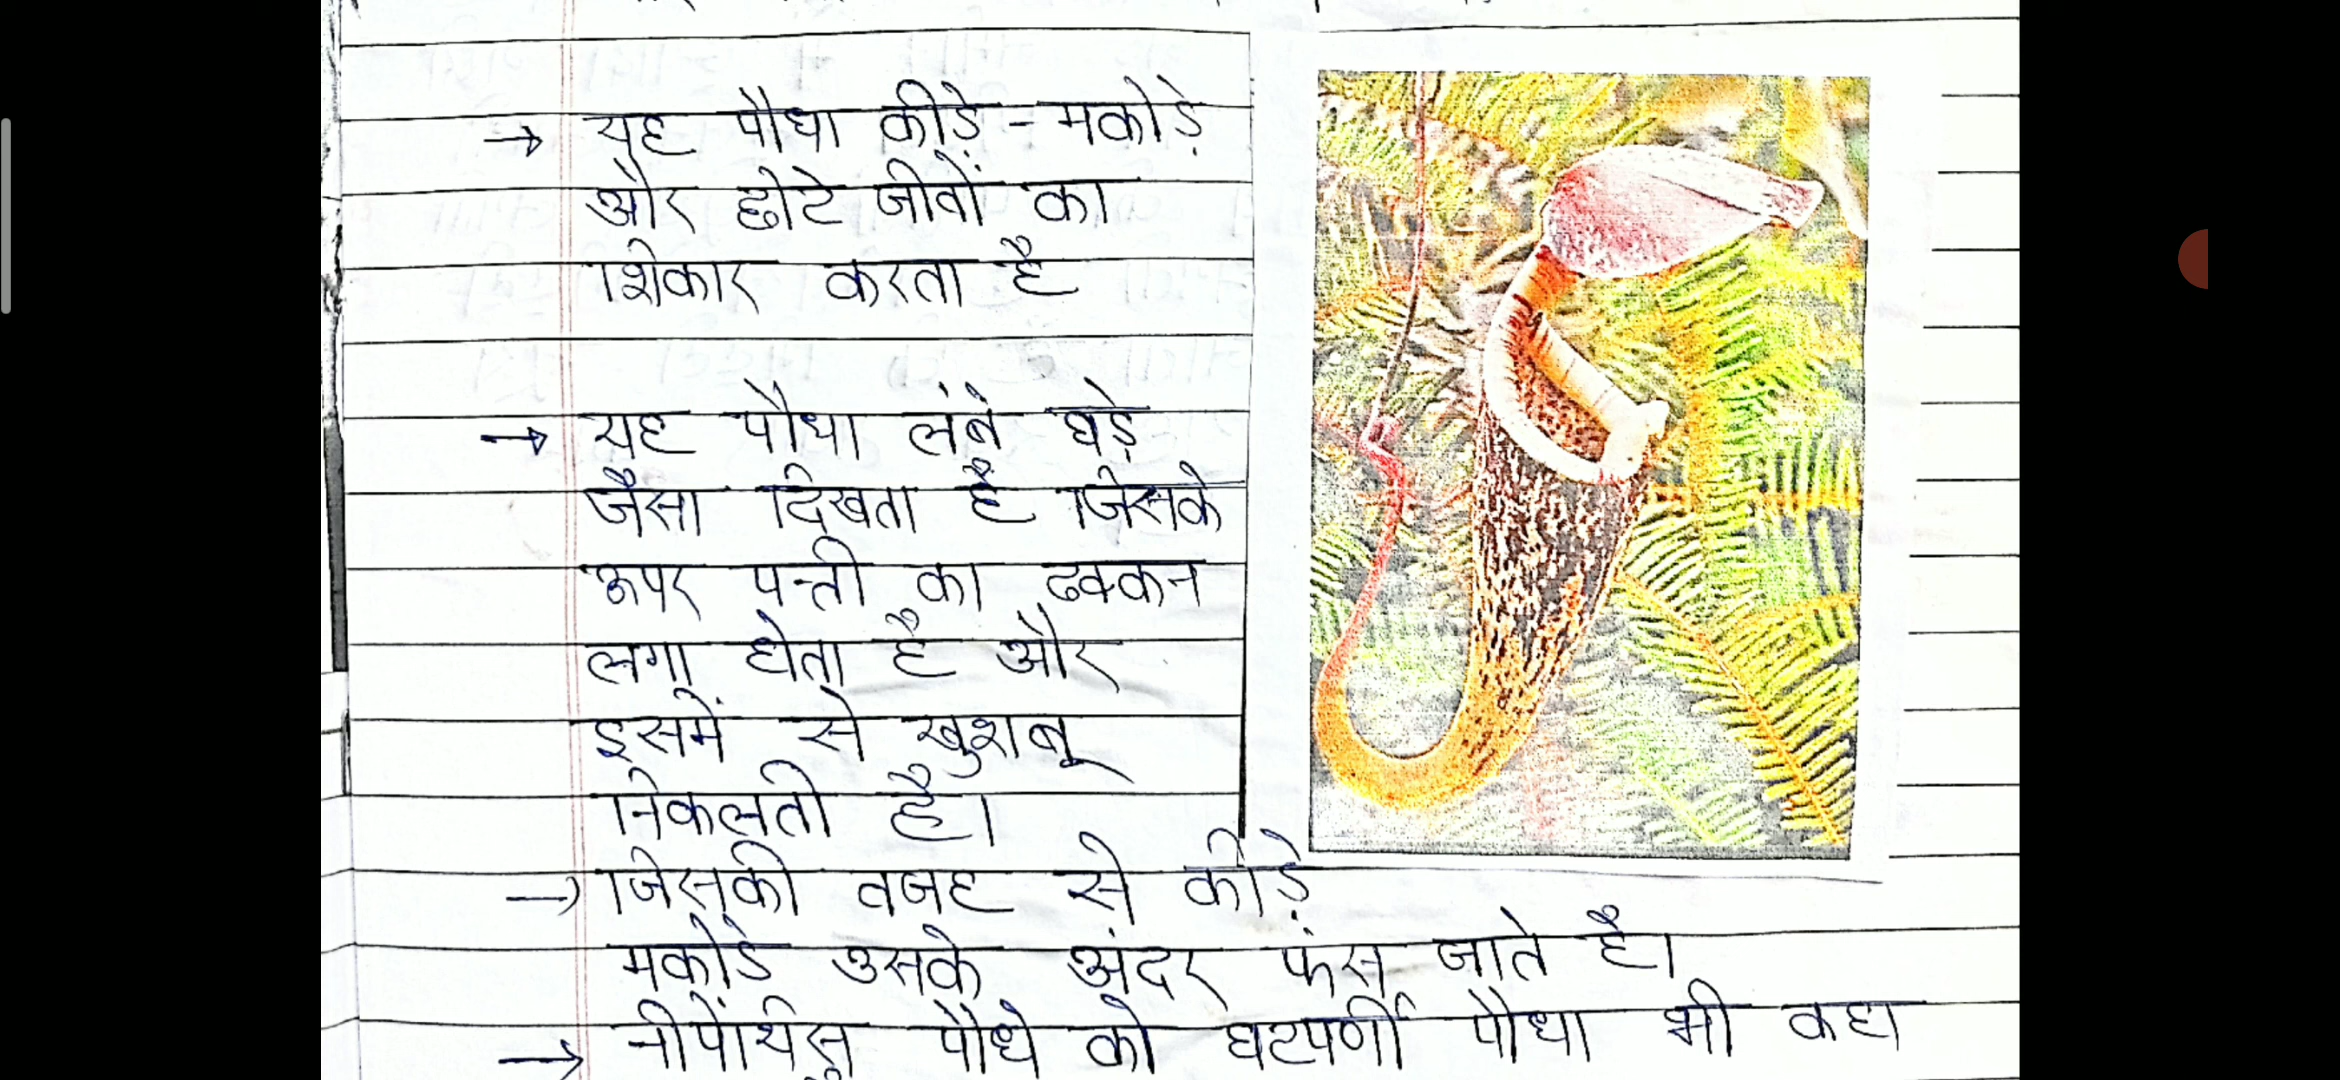 → यह पौधा कीड़े - मकोड़े
और छोटे जीवों का
शिकार करता है
→ यह पौधा लंबे घड़े
जैसा दिखता है जिसके
ऊपर पत्ती का ढक्कन
लगा होता है और
इसमें से खुशबू
निकलती है।
→ जिसकी वजह से कीड़े
मकोड़े उसके अंदर फंस जाते है।
→ नीपेंथिस पौधे को घटपर्णी पौधा भी कहा